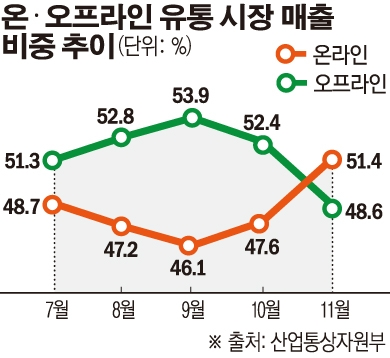 온·오프라인 유통 시장 매출
비중 추이(단위: %)
온라인
오프라인
53.9
52.8
52.4
51.3
51.4
48.7
48.6
47.2
47.6
46.1
7월 8월 9월 10월 11월
※ 출처: 산업통상자원부